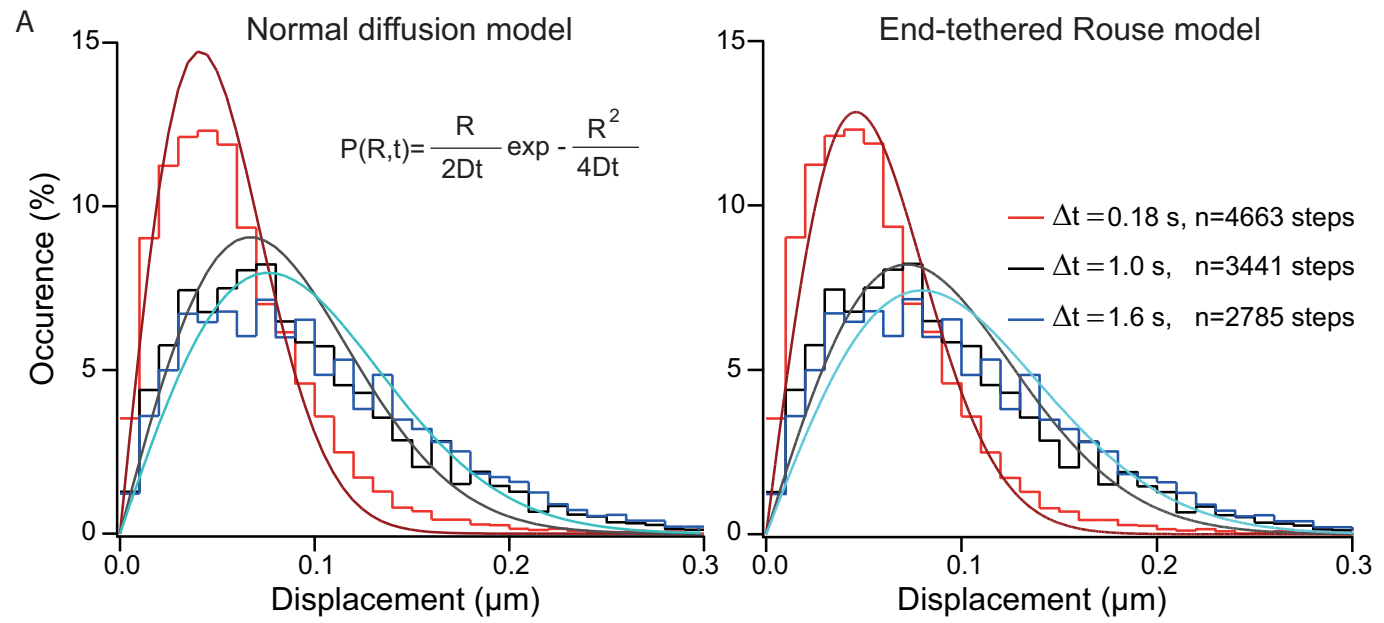 A
Normal diffusion model
End-tethered Rouse model
15
10
5
0
Occurence (%)
P(R,t)= R / 2Dt exp - R² / 4Dt
0.0 0.1 0.2 0.3
Displacement (μm)
Δt = 0.18 s, n=4663 steps
Δt = 1.0 s, n=3441 steps
Δt = 1.6 s, n=2785 steps
15
10
5
0
0.0 0.1 0.2 0.3
Displacement (μm)